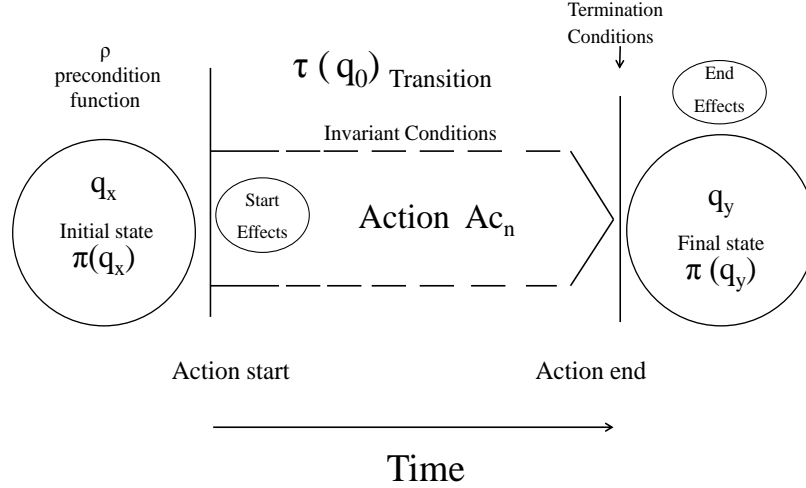 Termination
Conditions
ρ
precondition
function
τ ( q0) Transition
End
Effects
Invariant Conditions
qx
Initial state
π(qx)
Start
Effects
Action Acn
qy
Final state
π (qy)
Action start
Action end
Time